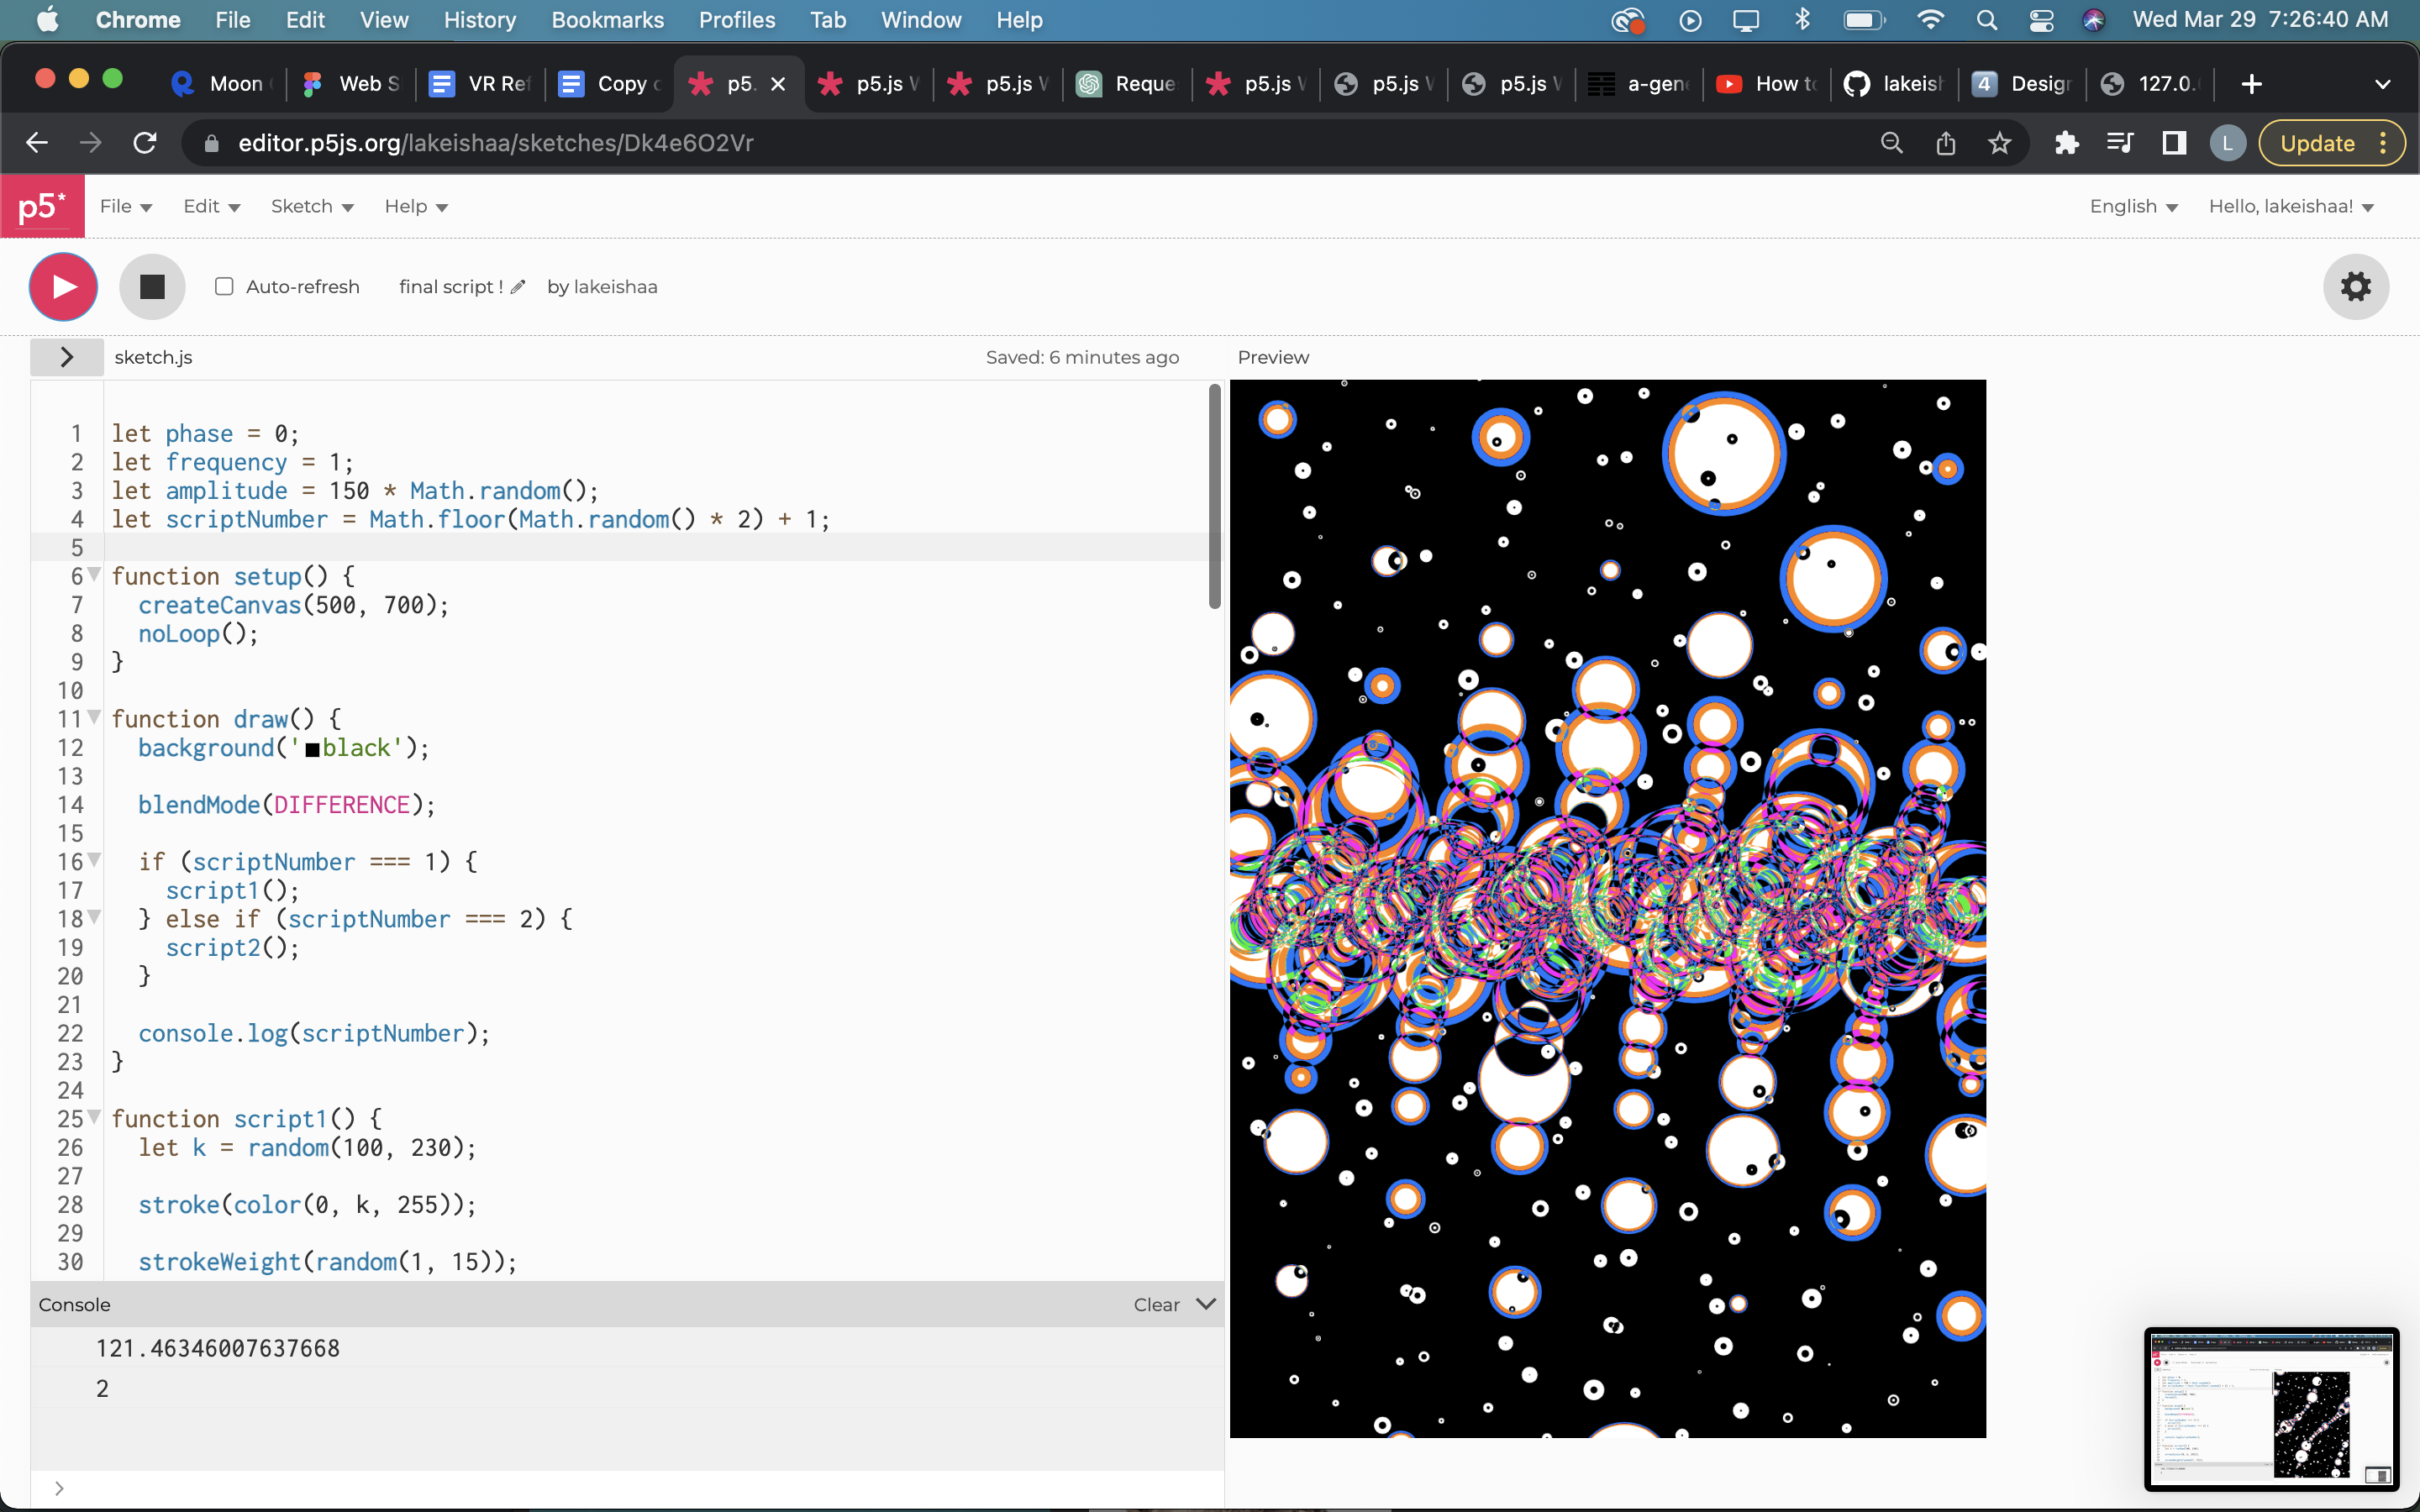 Chrome File Edit View History Bookmarks Profiles Tab Window Help Wed Mar 29 7:26:40 AM
Moon Web S VR Ref Copy o p5. p5.js W p5.js W Reque p5.js W p5.js W p5.js W a-gen How to lakeish 4 Design 127.0.
editor.p5js.org/lakeishaa/sketches/Dk4e6O2Vr L Update
p5* File Edit Sketch Help English Hello, lakeishaa!
Auto-refresh final script ! by lakeishaa
sketch.js Saved: 6 minutes ago Preview
1 let phase = 0;
2 let frequency = 1;
3 let amplitude = 150 * Math.random();
4 let scriptNumber = Math.floor(Math.random() * 2) + 1;
5
6 function setup() {
7 createCanvas(500, 700);
8 noLoop();
9 }
10
11 function draw() {
12 background('black');
13
14 blendMode(DIFFERENCE);
15
16 if (scriptNumber === 1) {
17 script1();
18 } else if (scriptNumber === 2) {
19 script2();
20 }
21
22 console.log(scriptNumber);
23 }
24
25 function script1() {
26 let k = random(100, 230);
27
28 stroke(color(0, k, 255));
29
30 strokeWeight(random(1, 15));
Console Clear
121.46346007637668
2
>